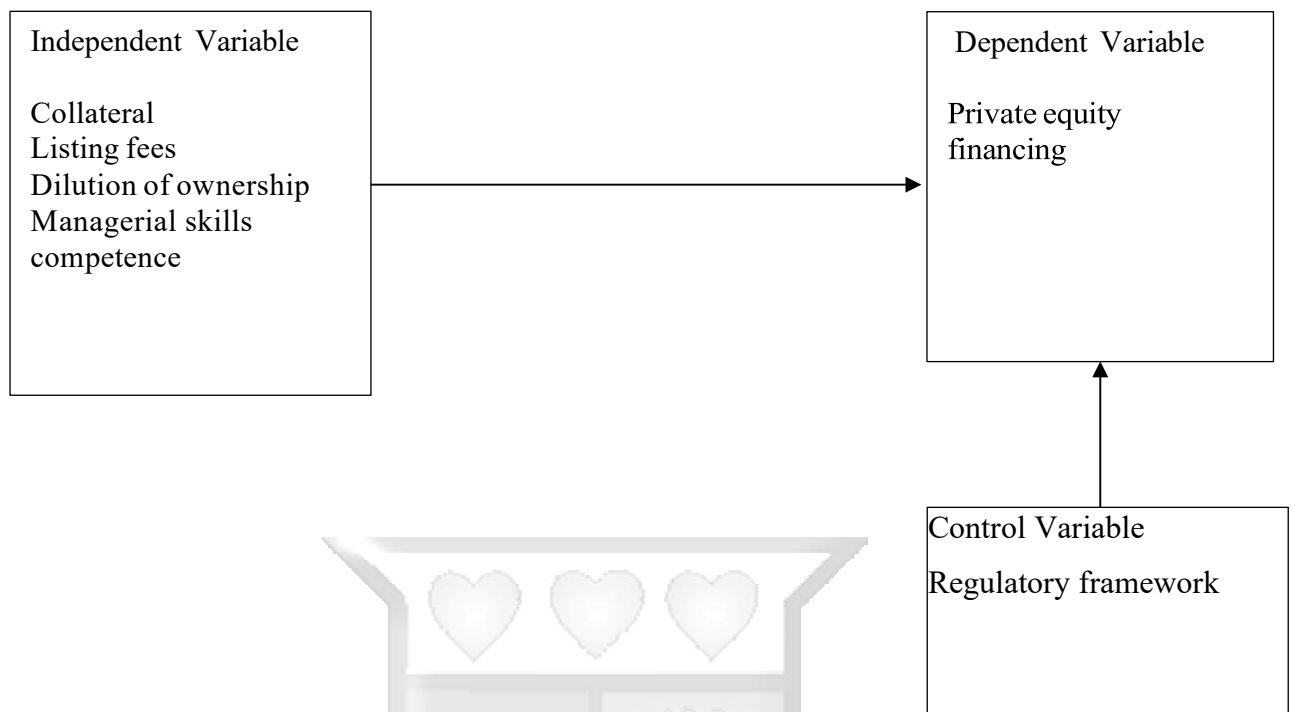 Independent Variable
Collateral
Listing fees
Dilution of ownership
Managerial skills
competence
Dependent Variable
Private equity
financing
Control Variable
Regulatory framework